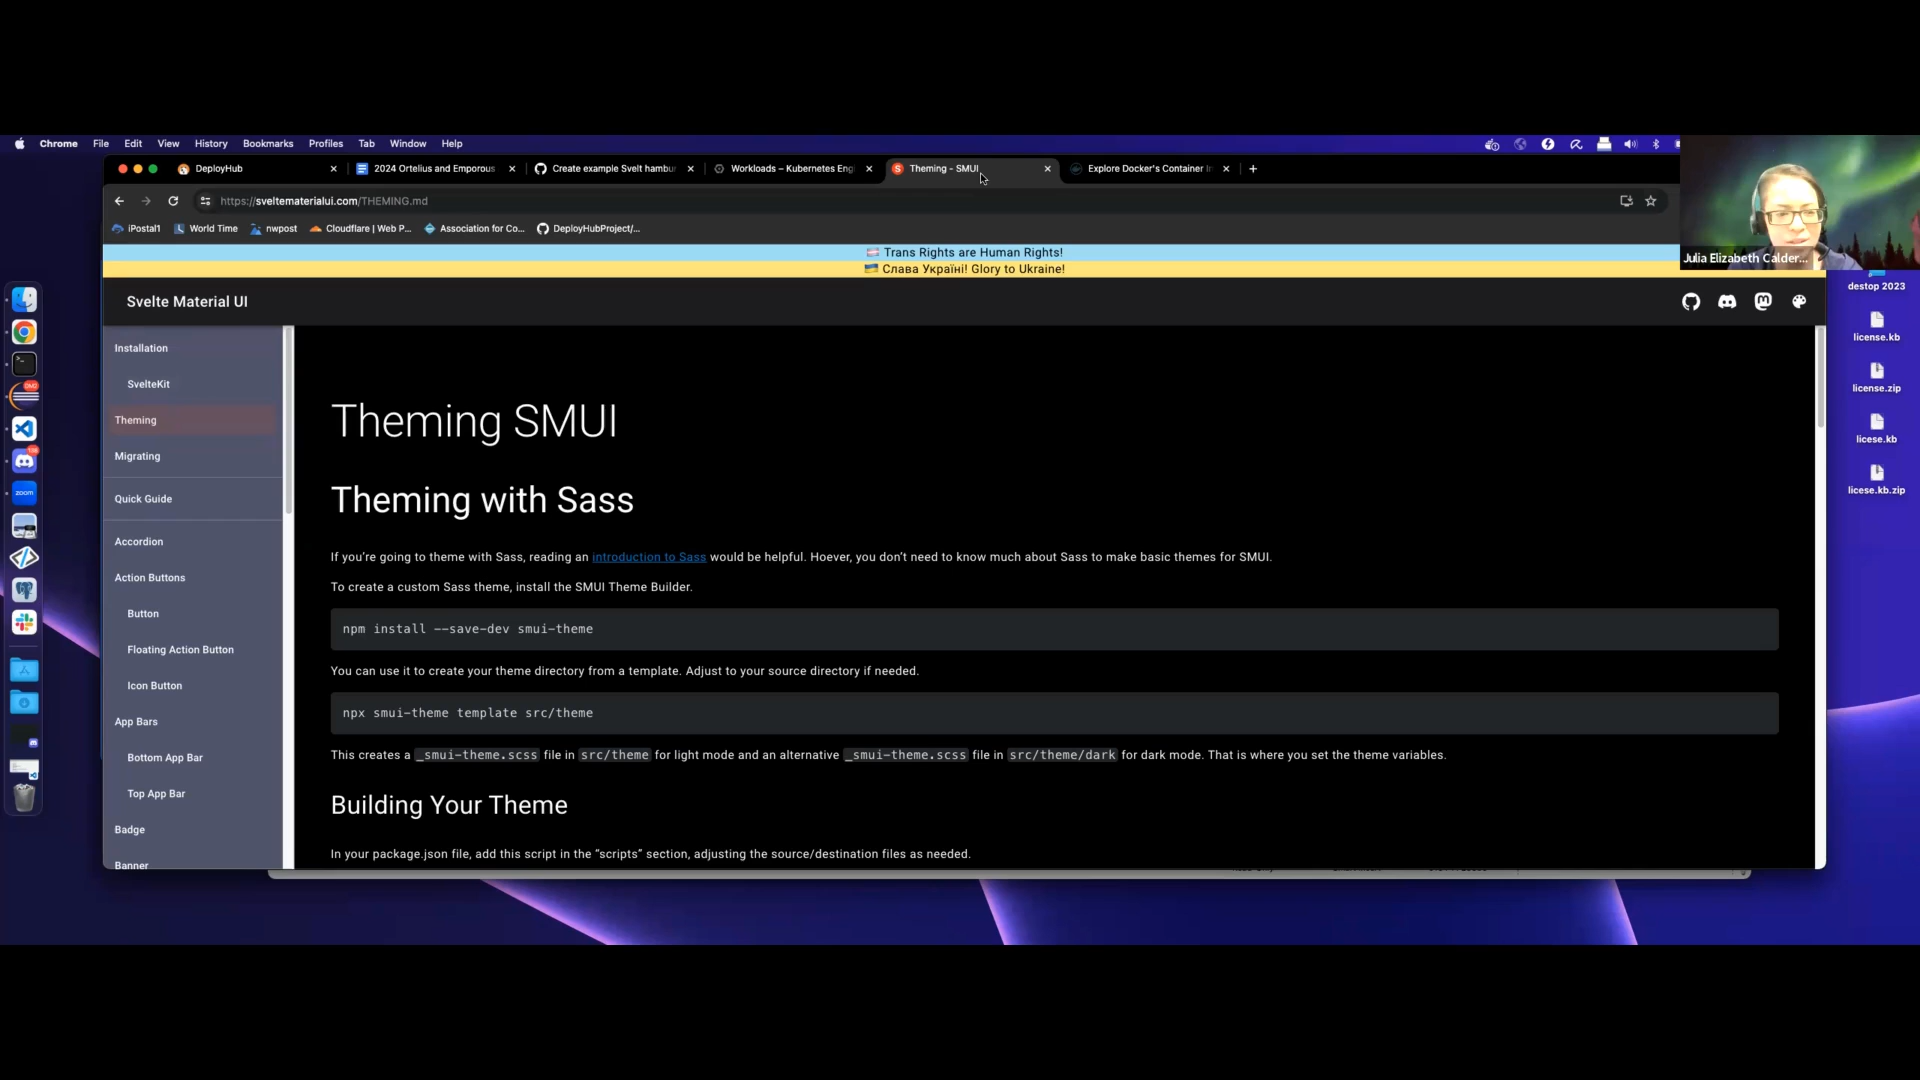 Chrome File Edit View History Bookmarks Profiles Tab Window Help
DeployHub
2024 Ortelius and Emporous
Create example Svelt hambur
Workloads – Kubernetes Eng
Theming - SMUI
Explore Docker's Container
https://sveltematerialui.com/THEMING.md
iPostal1 World Time nwpost Cloudflare | Web P... Association for Co... DeployHubProject/...
Trans Rights are Human Rights!
Слава Україні! Glory to Ukraine!
Julia Elizabeth Calder...
Svelte Material UI
Installation
SvelteKit
Theming
Migrating
Quick Guide
Accordion
Action Buttons
Button
Floating Action Button
Icon Button
App Bars
Bottom App Bar
Top App Bar
Badge
Banner
Theming SMUI
Theming with Sass
If you’re going to theme with Sass, reading an introduction to Sass would be helpful. Hoever, you don’t need to know much about Sass to make basic themes for SMUI.
To create a custom Sass theme, install the SMUI Theme Builder.
npm install --save-dev smui-theme
You can use it to create your theme directory from a template. Adjust to your source directory if needed.
npx smui-theme template src/theme
This creates a _smui-theme.scss file in src/theme for light mode and an alternative _smui-theme.scss file in src/theme/dark for dark mode. That is where you set the theme variables.
Building Your Theme
In your package.json file, add this script in the “scripts” section, adjusting the source/destination files as needed.
destop 2023
license.kb
license.zip
licese.kb
licese.kb.zip
zoom